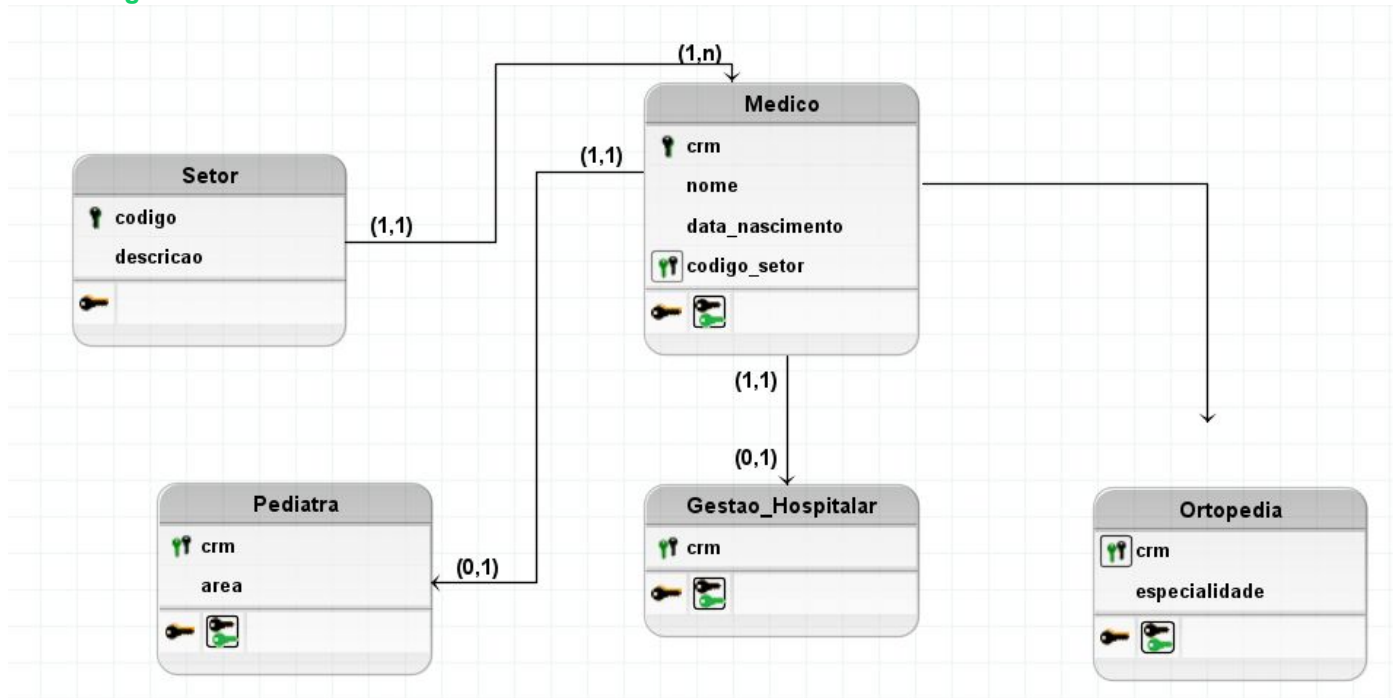 (1,n)
Medico
crm
nome
data_nascimento
codigo_setor
(1,1)
Setor
codigo
descricao
(1,1)
(1,1)
(0,1)
Pediatra
crm
area
(0,1)
Gestao_Hospitalar
crm
Ortopedia
crm
especialidade